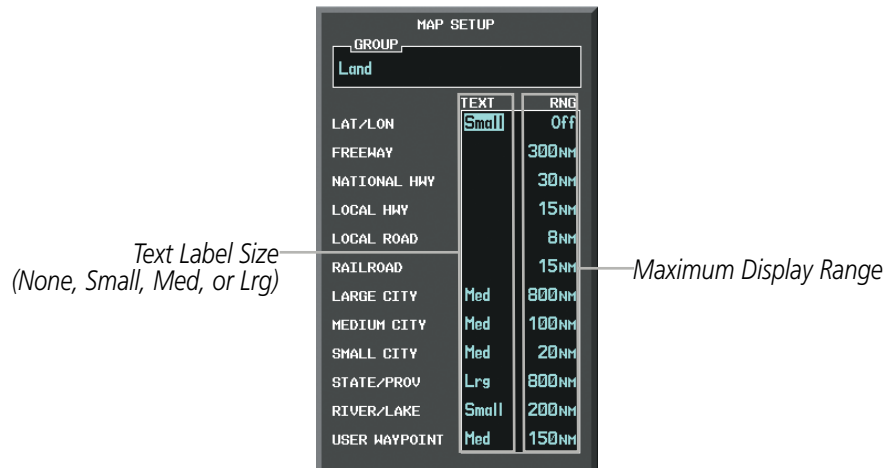 MAP SETUP
GROUP
Land
TEXT RNG
LAT/LON Small Off
FREEWAY 300NM
NATIONAL HWY 30NM
LOCAL HWY 15NM
LOCAL ROAD 8NM
RAILROAD 15NM
LARGE CITY Med 800NM
MEDIUM CITY Med 100NM
SMALL CITY Med 20NM
STATE/PROV Lrg 800NM
RIVER/LAKE Small 200NM
USER WAYPOINT Med 150NM
Text Label Size
(None, Small, Med, or Lrg)
Maximum Display Range